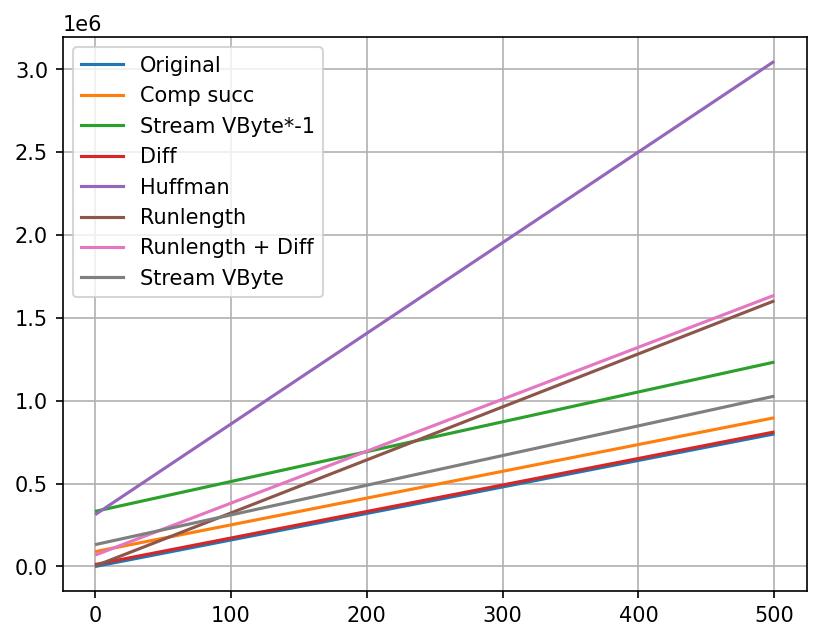 1e6
3.0
2.5
2.0
1.5
1.0
0.5
0.0
Original
Comp succ
Stream VByte*-1
Diff
Huffman
Runlength
Runlength + Diff
Stream VByte
0 100 200 300 400 500